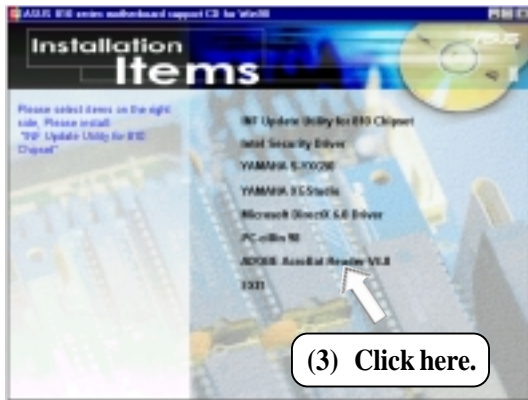 ASUS 810 series motherboard support CD for Win98
ASUS
Installation
Items
Please select items on the right
side, Please install
"INF Update Utility for 810
Chipset"
INF Update Utility for 810 Chipset
Intel Security Driver
YAMAHA
YAMAHA XGStudio
Microsoft DirectX 6.0 Driver
PC-cillin 98
ADOBE Acrobat Reader V3.0
EXIT
(3) Click here.